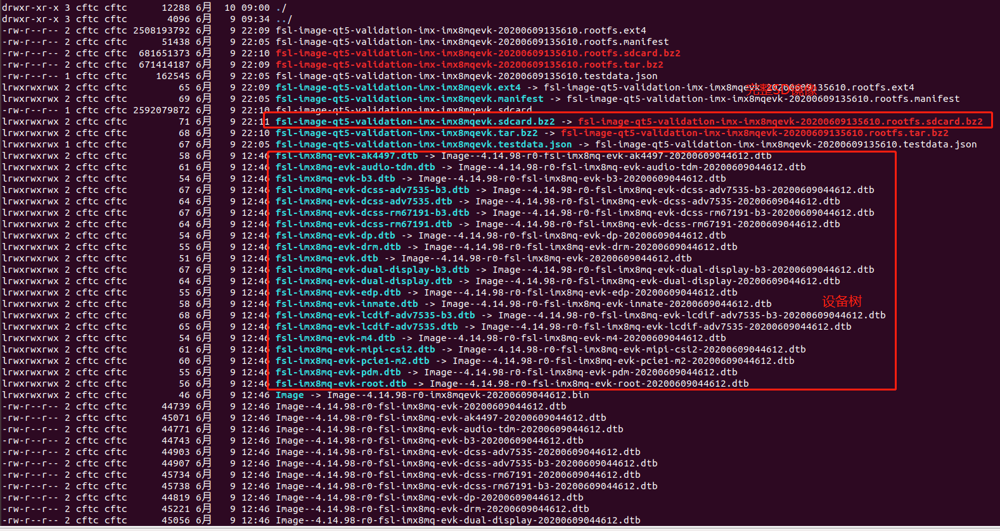 drwxr-xr-x 3 cftc cftc      12288 6月  10 09:00 ./
drwxr-xr-x 3 cftc cftc       4096 6月   9 09:34 ../
-rw-r--r-- 2 cftc cftc 2508193792 6月   9 22:09 fsl-image-qt5-validation-imx-imx8mqevk-20200609135610.rootfs.ext4
-rw-r--r-- 2 cftc cftc      51438 6月   9 22:05 fsl-image-qt5-validation-imx-imx8mqevk-20200609135610.rootfs.manifest
-rw-r--r-- 2 cftc cftc  681651373 6月   9 22:10 fsl-image-qt5-validation-imx-imx8mqevk-20200609135610.rootfs.sdcard.bz2
-rw-r--r-- 2 cftc cftc  671414187 6月   9 22:09 fsl-image-qt5-validation-imx-imx8mqevk-20200609135610.rootfs.tar.bz2
-rw-r--r-- 1 cftc cftc     162545 6月   9 22:05 fsl-image-qt5-validation-imx-imx8mqevk-20200609135610.testdata.json
lrwxrwxrwx 2 cftc cftc         65 6月   9 22:09 fsl-image-qt5-validation-imx-imx8mqevk.ext4 -> fsl-image-qt5-validation-imx-imx8mqevk-20200609135610.rootfs.ext4
完整SD镜像
lrwxrwxrwx 2 cftc cftc         69 6月   9 22:05 fsl-image-qt5-validation-imx-imx8mqevk.manifest -> fsl-image-qt5-validation-imx-imx8mqevk-20200609135610.rootfs.manifest
-rw-r--r-- 1 cftc cftc 2592079872 6月   9 22:10 fsl-image-qt5-validation-imx-imx8mqevk.sdcard
lrwxrwxrwx 2 cftc cftc         71 6月   9 22:11 fsl-image-qt5-validation-imx-imx8mqevk.sdcard.bz2 -> fsl-image-qt5-validation-imx-imx8mqevk-20200609135610.rootfs.sdcard.bz2
lrwxrwxrwx 2 cftc cftc         68 6月   9 22:10 fsl-image-qt5-validation-imx-imx8mqevk.tar.bz2 -> fsl-image-qt5-validation-imx-imx8mqevk-20200609135610.rootfs.tar.bz2
lrwxrwxrwx 1 cftc cftc         67 6月   9 22:05 fsl-image-qt5-validation-imx-imx8mqevk.testdata.json -> fsl-image-qt5-validation-imx-imx8mqevk-20200609135610.testdata.json
lrwxrwxrwx 2 cftc cftc         58 6月   9 12:46 fsl-imx8mq-evk-ak4497.dtb -> Image--4.14.98-r0-fsl-imx8mq-evk-ak4497-20200609044612.dtb
lrwxrwxrwx 2 cftc cftc         61 6月   9 12:46 fsl-imx8mq-evk-audio-tdm.dtb -> Image--4.14.98-r0-fsl-imx8mq-evk-audio-tdm-20200609044612.dtb
lrwxrwxrwx 2 cftc cftc         54 6月   9 12:46 fsl-imx8mq-evk-b3.dtb -> Image--4.14.98-r0-fsl-imx8mq-evk-b3-20200609044612.dtb
lrwxrwxrwx 2 cftc cftc         67 6月   9 12:46 fsl-imx8mq-evk-dcss-adv7535-b3.dtb -> Image--4.14.98-r0-fsl-imx8mq-evk-dcss-adv7535-b3-20200609044612.dtb
lrwxrwxrwx 2 cftc cftc         64 6月   9 12:46 fsl-imx8mq-evk-dcss-adv7535.dtb -> Image--4.14.98-r0-fsl-imx8mq-evk-dcss-adv7535-20200609044612.dtb
lrwxrwxrwx 2 cftc cftc         67 6月   9 12:46 fsl-imx8mq-evk-dcss-rm67191-b3.dtb -> Image--4.14.98-r0-fsl-imx8mq-evk-dcss-rm67191-b3-20200609044612.dtb
lrwxrwxrwx 2 cftc cftc         64 6月   9 12:46 fsl-imx8mq-evk-dcss-rm67191.dtb -> Image--4.14.98-r0-fsl-imx8mq-evk-dcss-rm67191-20200609044612.dtb
lrwxrwxrwx 2 cftc cftc         54 6月   9 12:46 fsl-imx8mq-evk-dp.dtb -> Image--4.14.98-r0-fsl-imx8mq-evk-dp-20200609044612.dtb
lrwxrwxrwx 2 cftc cftc         55 6月   9 12:46 fsl-imx8mq-evk-drm.dtb -> Image--4.14.98-r0-fsl-imx8mq-evk-drm-20200609044612.dtb
lrwxrwxrwx 2 cftc cftc         51 6月   9 12:46 fsl-imx8mq-evk.dtb -> Image--4.14.98-r0-fsl-imx8mq-evk-20200609044612.dtb
lrwxrwxrwx 2 cftc cftc         67 6月   9 12:46 fsl-imx8mq-evk-dual-display-b3.dtb -> Image--4.14.98-r0-fsl-imx8mq-evk-dual-display-b3-20200609044612.dtb
lrwxrwxrwx 2 cftc cftc         64 6月   9 12:46 fsl-imx8mq-evk-dual-display.dtb -> Image--4.14.98-r0-fsl-imx8mq-evk-dual-display-20200609044612.dtb
lrwxrwxrwx 2 cftc cftc         55 6月   9 12:46 fsl-imx8mq-evk-edp.dtb -> Image--4.14.98-r0-fsl-imx8mq-evk-edp-20200609044612.dtb
lrwxrwxrwx 2 cftc cftc         58 6月   9 12:46 fsl-imx8mq-evk-inmate.dtb -> Image--4.14.98-r0-fsl-imx8mq-evk-inmate-20200609044612.dtb
设备树
lrwxrwxrwx 2 cftc cftc         68 6月   9 12:46 fsl-imx8mq-evk-lcdif-adv7535-b3.dtb -> Image--4.14.98-r0-fsl-imx8mq-evk-lcdif-adv7535-b3-20200609044612.dtb
lrwxrwxrwx 2 cftc cftc         65 6月   9 12:46 fsl-imx8mq-evk-lcdif-adv7535.dtb -> Image--4.14.98-r0-fsl-imx8mq-evk-lcdif-adv7535-20200609044612.dtb
lrwxrwxrwx 2 cftc cftc         54 6月   9 12:46 fsl-imx8mq-evk-m4.dtb -> Image--4.14.98-r0-fsl-imx8mq-evk-m4-20200609044612.dtb
lrwxrwxrwx 2 cftc cftc         61 6月   9 12:46 fsl-imx8mq-evk-mipi-csi2.dtb -> Image--4.14.98-r0-fsl-imx8mq-evk-mipi-csi2-20200609044612.dtb
lrwxrwxrwx 2 cftc cftc         60 6月   9 12:46 fsl-imx8mq-evk-pcie1-m2.dtb -> Image--4.14.98-r0-fsl-imx8mq-evk-pcie1-m2-20200609044612.dtb
lrwxrwxrwx 2 cftc cftc         55 6月   9 12:46 fsl-imx8mq-evk-pdm.dtb -> Image--4.14.98-r0-fsl-imx8mq-evk-pdm-20200609044612.dtb
lrwxrwxrwx 2 cftc cftc         56 6月   9 12:46 fsl-imx8mq-evk-root.dtb -> Image--4.14.98-r0-fsl-imx8mq-evk-root-20200609044612.dtb
lrwxrwxrwx 2 cftc cftc         46 6月   9 12:46 Image -> Image--4.14.98-r0-imx8mqevk-20200609044612.bin
-rw-r--r-- 2 cftc cftc      44739 6月   9 12:46 Image--4.14.98-r0-fsl-imx8mq-evk-20200609044612.dtb
-rw-r--r-- 2 cftc cftc      45071 6月   9 12:46 Image--4.14.98-r0-fsl-imx8mq-evk-ak4497-20200609044612.dtb
-rw-r--r-- 2 cftc cftc      44771 6月   9 12:46 Image--4.14.98-r0-fsl-imx8mq-evk-audio-tdm-20200609044612.dtb
-rw-r--r-- 2 cftc cftc      44743 6月   9 12:46 Image--4.14.98-r0-fsl-imx8mq-evk-b3-20200609044612.dtb
-rw-r--r-- 2 cftc cftc      44903 6月   9 12:46 Image--4.14.98-r0-fsl-imx8mq-evk-dcss-adv7535-20200609044612.dtb
-rw-r--r-- 2 cftc cftc      44907 6月   9 12:46 Image--4.14.98-r0-fsl-imx8mq-evk-dcss-adv7535-b3-20200609044612.dtb
-rw-r--r-- 2 cftc cftc      45734 6月   9 12:46 Image--4.14.98-r0-fsl-imx8mq-evk-dcss-rm67191-20200609044612.dtb
-rw-r--r-- 2 cftc cftc      45738 6月   9 12:46 Image--4.14.98-r0-fsl-imx8mq-evk-dcss-rm67191-b3-20200609044612.dtb
-rw-r--r-- 2 cftc cftc      44819 6月   9 12:46 Image--4.14.98-r0-fsl-imx8mq-evk-dp-20200609044612.dtb
-rw-r--r-- 2 cftc cftc      45221 6月   9 12:46 Image--4.14.98-r0-fsl-imx8mq-evk-drm-20200609044612.dtb
-rw-r--r-- 2 cftc cftc      45056 6月   9 12:46 Image--4.14.98-r0-fsl-imx8mq-evk-dual-display-20200609044612.dtb